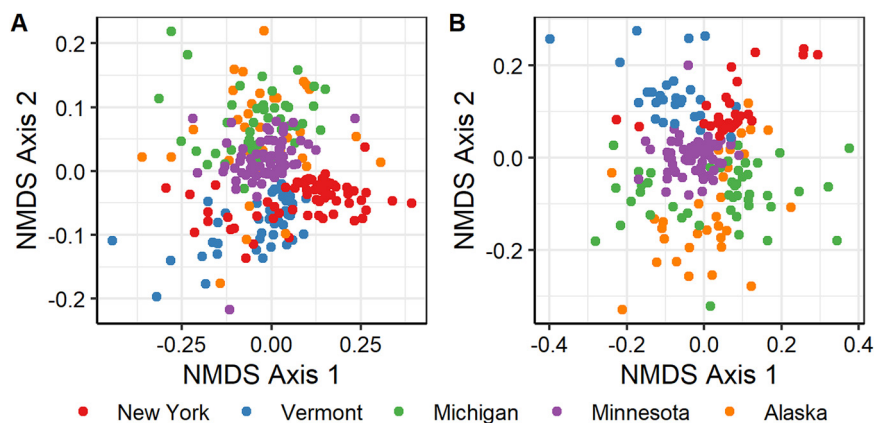 A
B
NMDS Axis 2
0.2
0.1
0.0
-0.1
-0.2
-0.25
0.00
0.25
NMDS Axis 1
NMDS Axis 2
0.2
0.0
-0.2
-0.4
-0.2
0.0
0.2
0.4
NMDS Axis 1
New York
Vermont
Michigan
Minnesota
Alaska